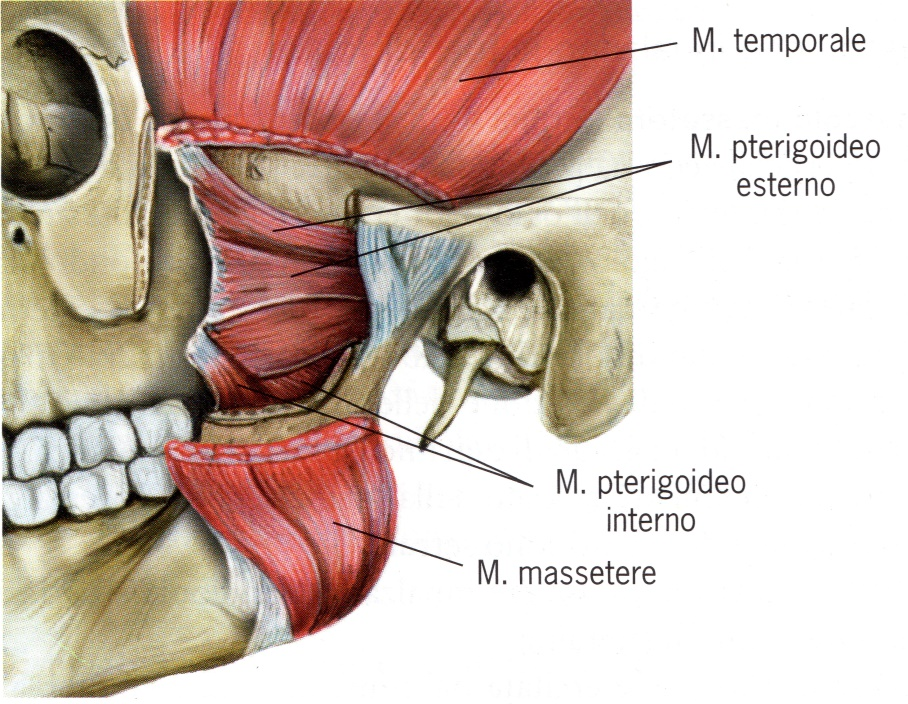 M. temporale
M. pterigoideo
esterno
M. pterigoideo
interno
M. massetere